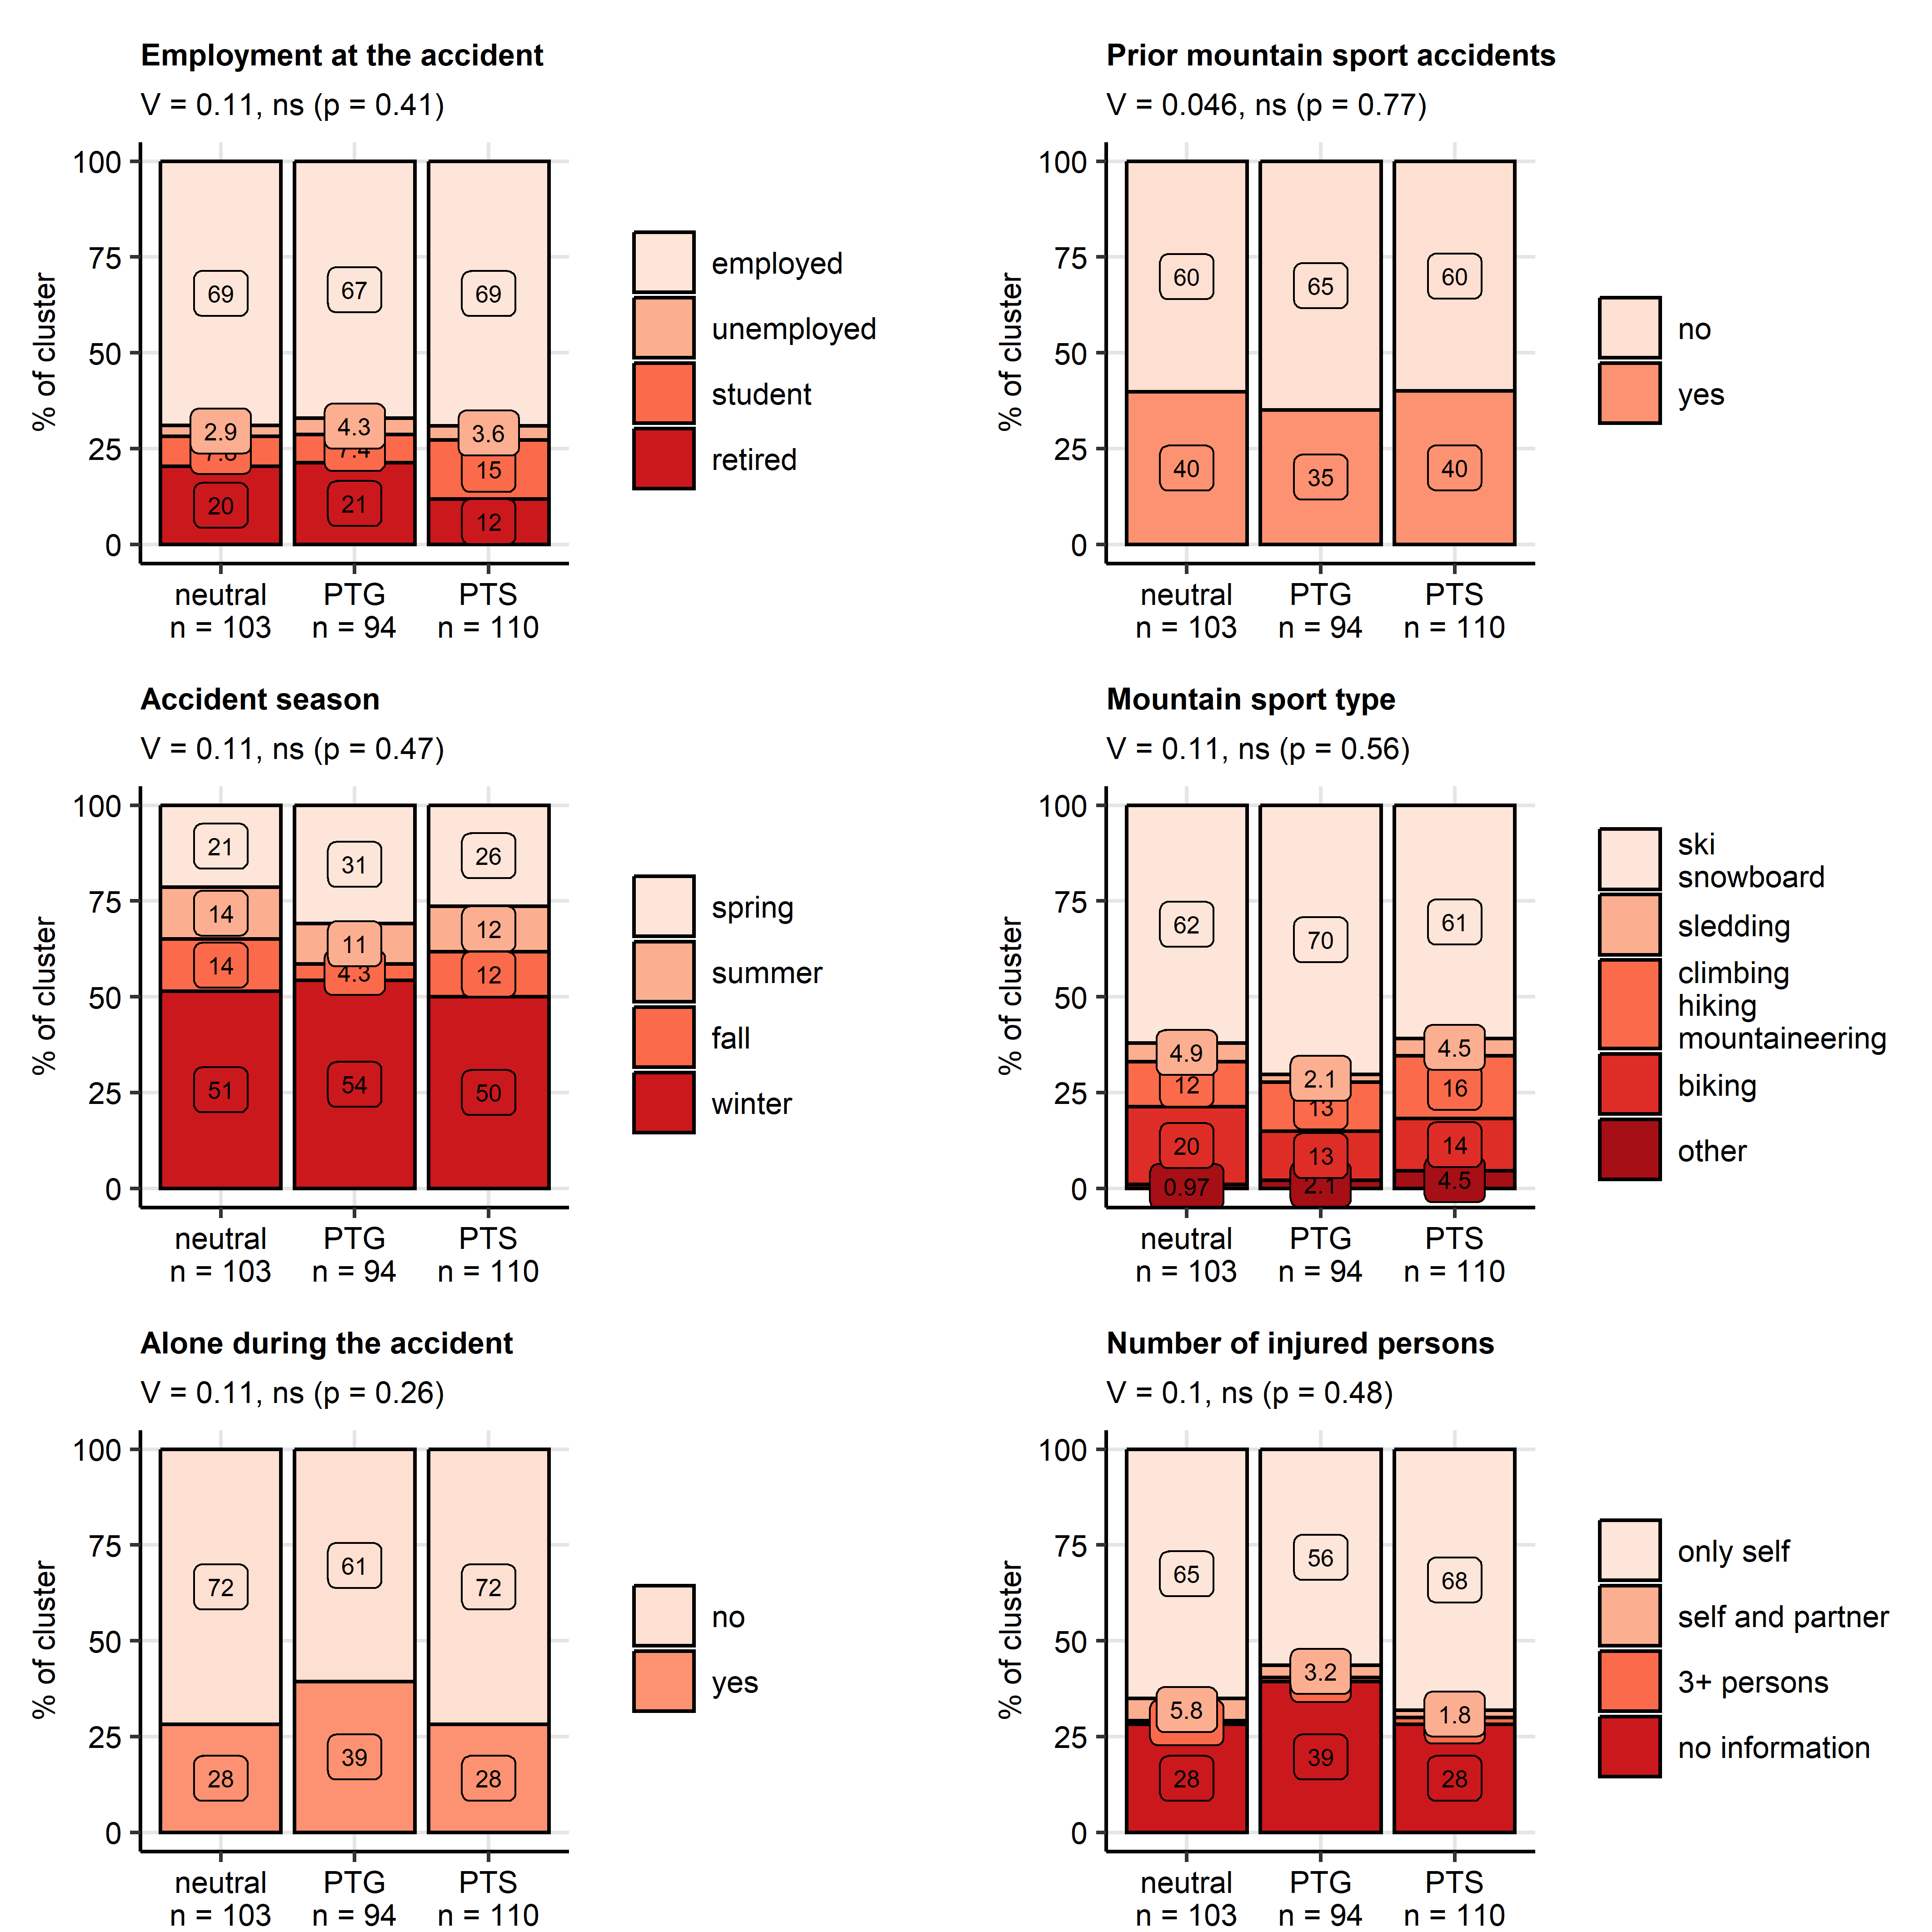 Employment at the accident
V = 0.11, ns (p = 0.41)
% of cluster
100
75
50
25
0
69
67
69
2.9
4.3
3.6
7.8
7.4
15
20
21
12
neutral
n = 103
PTG
n = 94
PTS
n = 110
employed
unemployed
student
retired
Prior mountain sport accidents
V = 0.046, ns (p = 0.77)
% of cluster
100
75
50
25
0
60
65
60
40
35
40
neutral
n = 103
PTG
n = 94
PTS
n = 110
no
yes
Accident season
V = 0.11, ns (p = 0.47)
% of cluster
100
75
50
25
0
21
31
26
14
11
12
14
4.3
12
51
54
50
neutral
n = 103
PTG
n = 94
PTS
n = 110
spring
summer
fall
winter
Mountain sport type
V = 0.11, ns (p = 0.56)
% of cluster
100
75
50
25
0
62
70
61
4.9
2.1
4.5
12
13
16
20
13
14
0.97
2.1
4.5
neutral
n = 103
PTG
n = 94
PTS
n = 110
ski
snowboard
sledding
climbing
hiking
mountaineering
biking
other
Alone during the accident
V = 0.11, ns (p = 0.26)
% of cluster
100
75
50
25
0
72
61
72
28
39
28
neutral
n = 103
PTG
n = 94
PTS
n = 110
no
yes
Number of injured persons
V = 0.1, ns (p = 0.48)
% of cluster
100
75
50
25
0
65
56
68
5.8
3.2
1.8
28
39
28
neutral
n = 103
PTG
n = 94
PTS
n = 110
only self
self and partner
3+ persons
no information